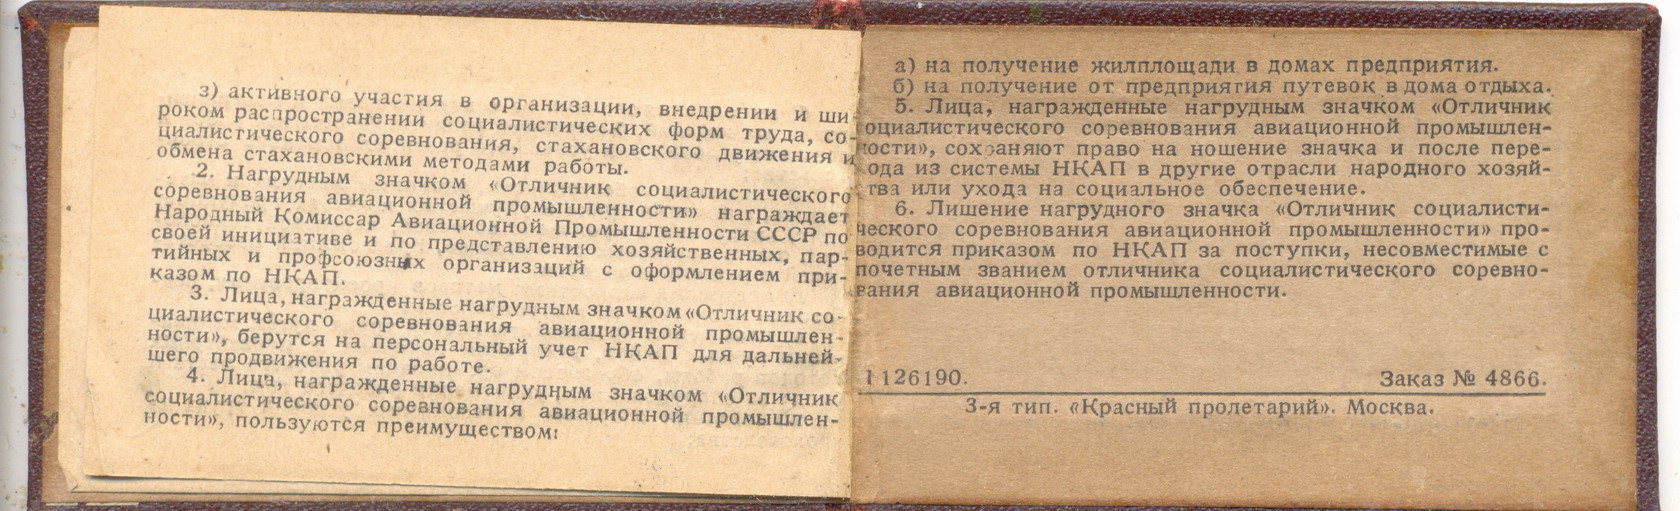 з) активного участия в организации, внедрении и ши-
роком распространении социалистических форм труда, со-
циалистического соревнования, стахановского движения и
обмена стахановскими методами работы.
2. Нагрудным значком «Отличник социалистического
соревнования авиационной промышленности» награждает
Народный Комиссар Авиационной Промышленности СССР по
своей инициативе и по представлению хозяйственных, пар-
тийных и профсоюзных организаций с оформлением при-
казом по НКАП.
3. Лица, награжденные нагрудным значком «Отличник со-
циалистического соревнования авиационной промышлен-
ности», берутся на персональный учет НКАП для дальней-
шего продвижения по работе.
4. Лица, награжденные нагрудным значком «Отличник
социалистического соревнования авиационной промышлен-
ности», пользуются преимуществом:
а) на получение жилплощади в домах предприятия.
б) на получение от предприятия путевок в дома отдыха.
5. Лица, награжденные нагрудным значком «Отличник
оциалистического соревнования авиационной промышлен-
ности», сохраняют право на ношение значка и после пере-
ода из системы НКАП в другие отрасли народного хозяй-
тва или ухода на социальное обеспечение.
6. Лишение нагрудного значка «Отличник социалисти-
ческого соревнования авиационной промышленности» про-
водится приказом по НКАП за поступки, несовместимые с
почетным званием отличника социалистического соревно-
вания авиационной промышленности.
1126190. Заказ № 4866.
3-я тип. «Красный пролетарий». Москва.